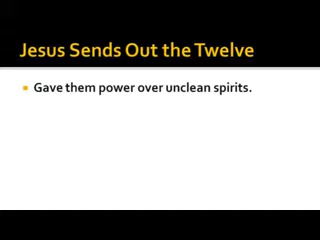 Jesus Sends Out the Twelve
Gave them power over unclean spirits.